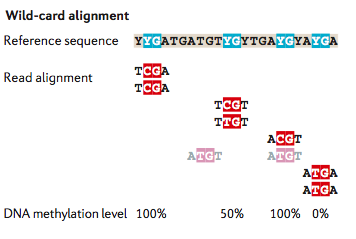 Wild-card alignment
Reference sequence YYGATGATGTYGYTGAYGYAYGA
Read alignment
TCGA
TCGA
TCGT
TTGT
ACGT
ATGT ATGT
ATGA
ATGA
DNA methylation level 100% 50% 100% 0%